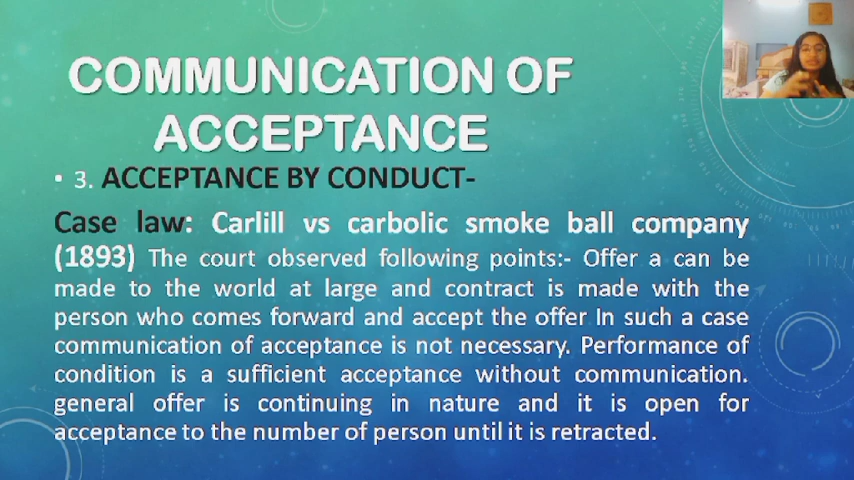 COMMUNICATION OF
ACCEPTANCE
• 3. ACCEPTANCE BY CONDUCT-
Case law: Carlill vs carbolic smoke ball company
(1893) The court observed following points:- Offer a can be
made to the world at large and contract is made with the
person who comes forward and accept the offer In such a case
communication of acceptance is not necessary. Performance of
condition is a sufficient acceptance without communication.
general offer is continuing in nature and it is open for
acceptance to the number of person until it is retracted.